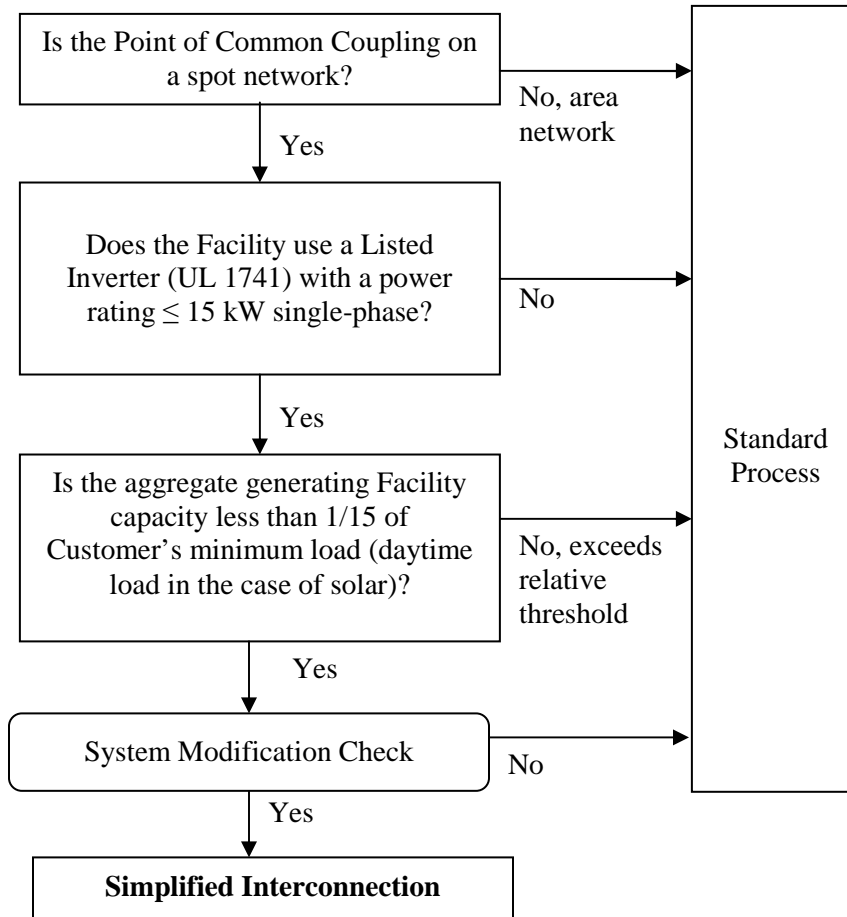 Is the Point of Common Coupling on
a spot network?
No, area
network
Yes
Does the Facility use a Listed
Inverter (UL 1741) with a power
rating ≤ 15 kW single-phase?
No
Yes
Standard
Process
Is the aggregate generating Facility
capacity less than 1/15 of
Customer's minimum load (daytime
load in the case of solar)?
No, exceeds
relative
threshold
Yes
System Modification Check
No
Yes
Simplified Interconnection